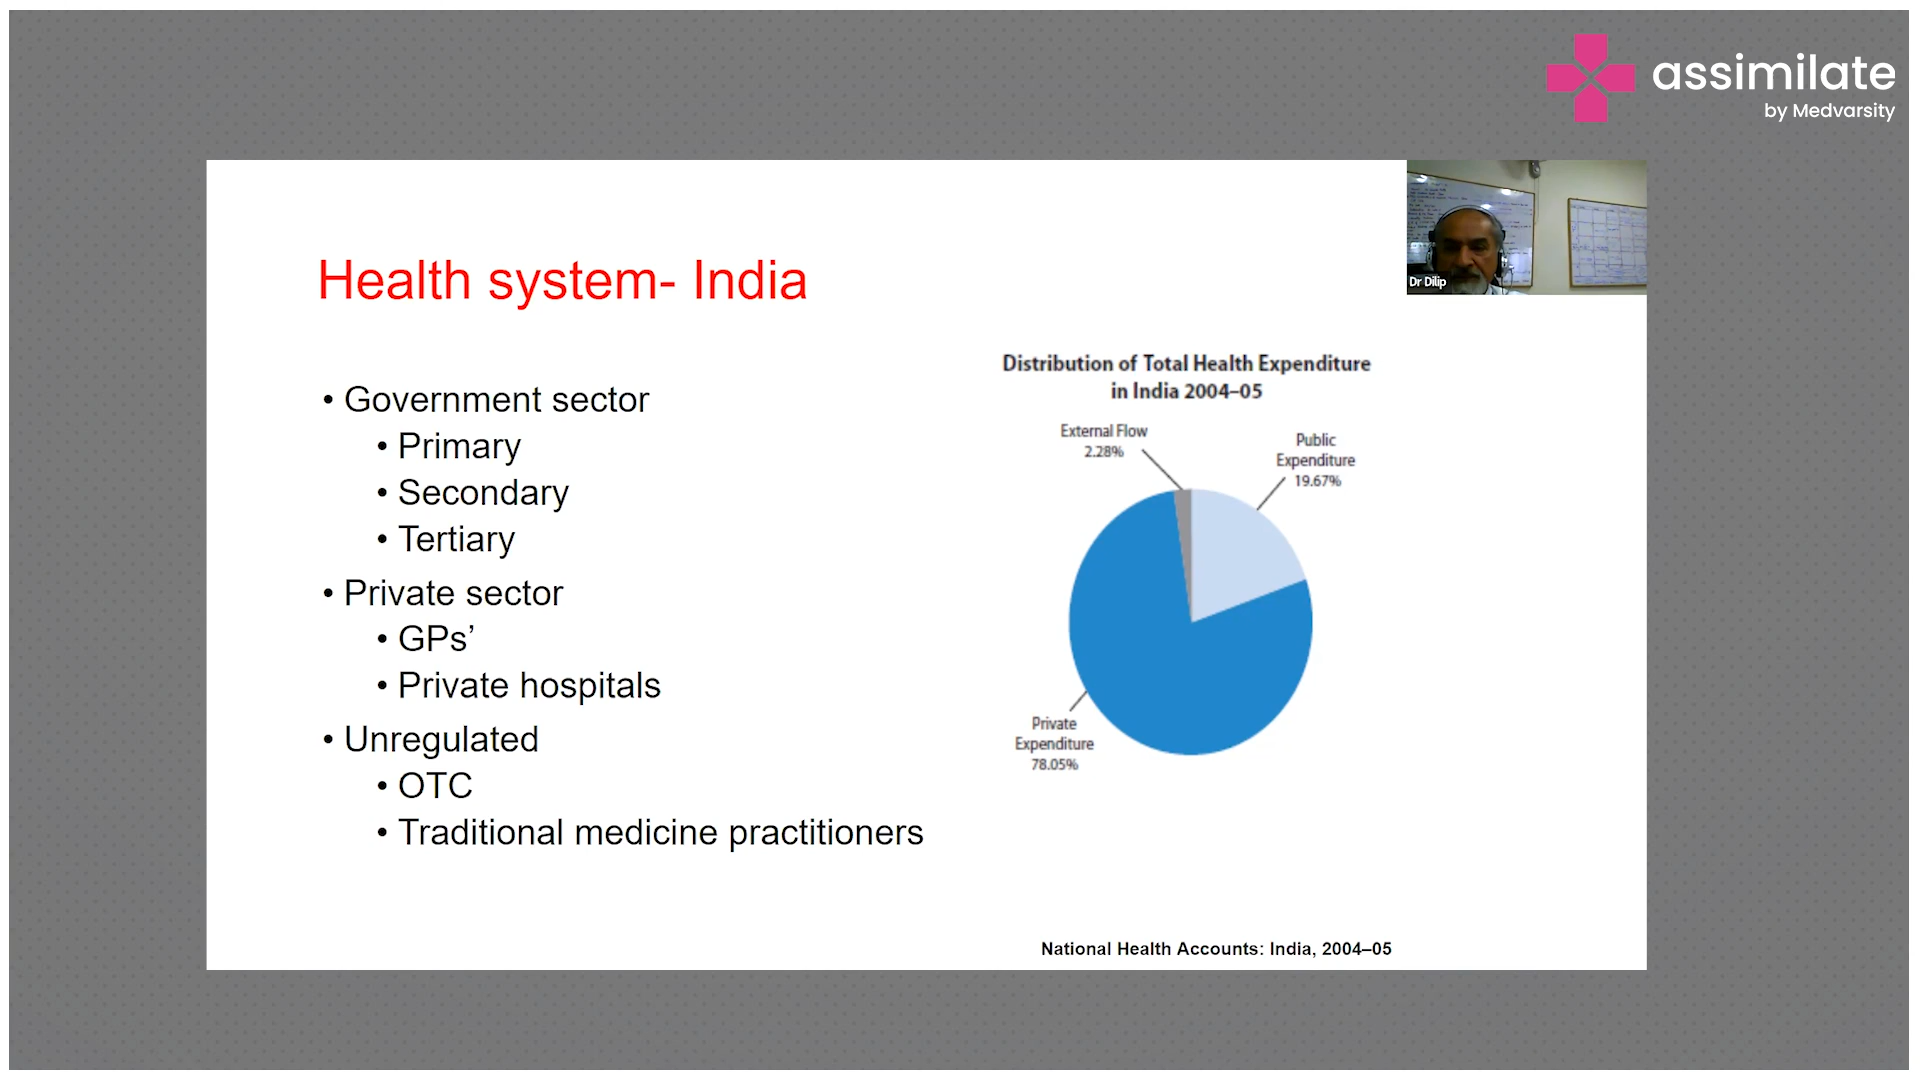 assimilate
by Medvarsity
Dr Dilip
Health system- India
• Government sector
• Primary
• Secondary
• Tertiary
• Private sector
• GPs’
• Private hospitals
• Unregulated
• OTC
• Traditional medicine practitioners
Distribution of Total Health Expenditure
in India 2004–05
External Flow
2.28%
Public
Expenditure
19.67%
Private
Expenditure
78.05%
National Health Accounts: India, 2004–05